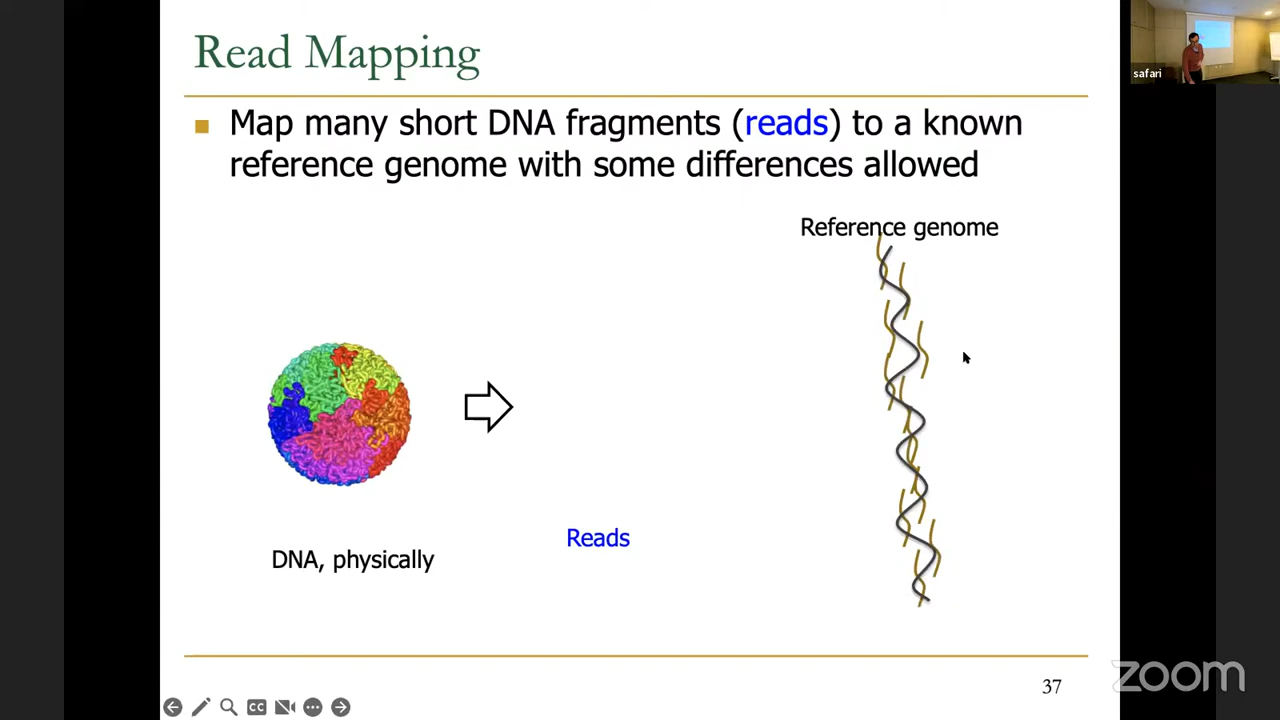 Read Mapping
safari
Map many short DNA fragments (reads) to a known
reference genome with some differences allowed
Reference genome
Reads
DNA, physically
37
zoom
CC